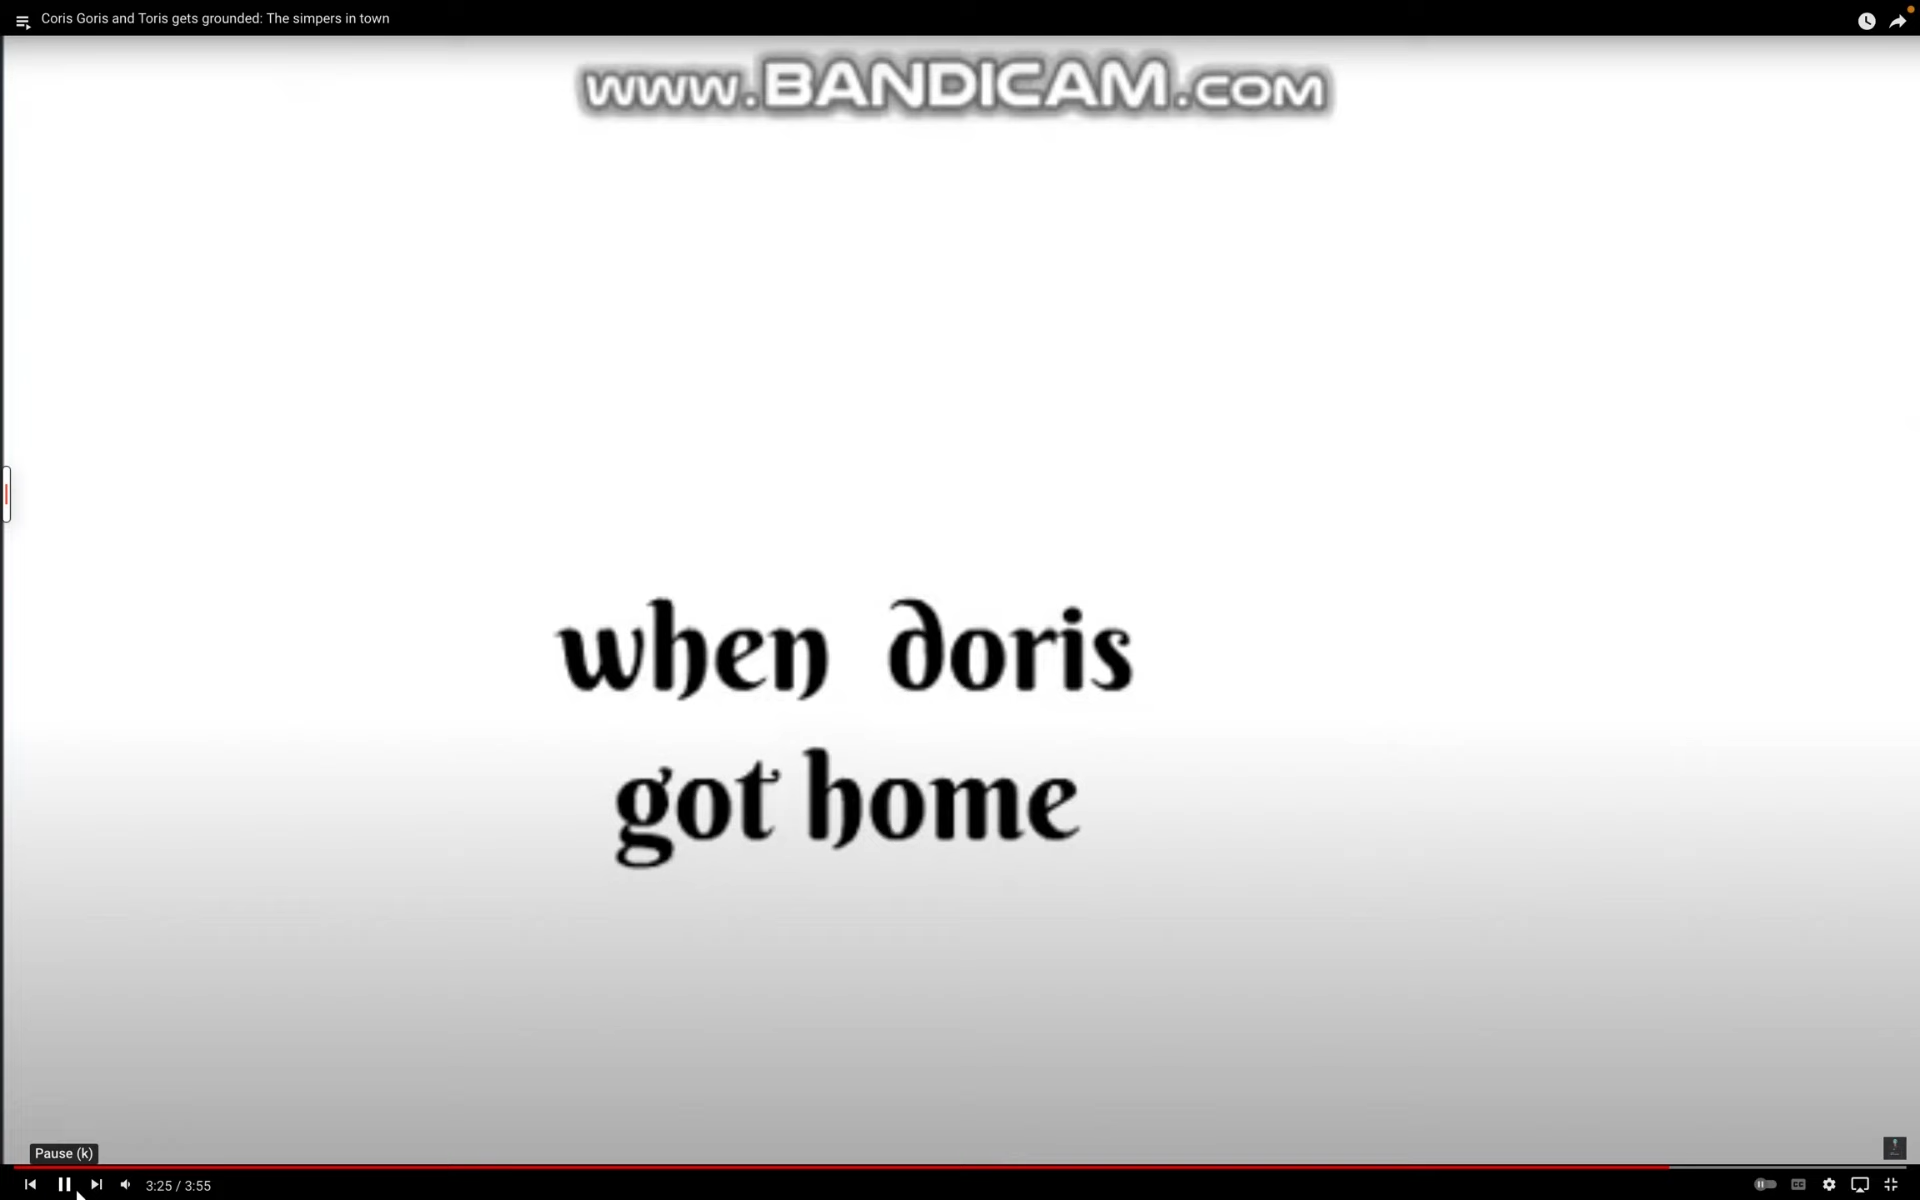 Coris Goris and Toris gets grounded: The simpers in town
www.BANDICAM.com
when doris
got home
Pause (k)
3:25 / 3:55
CC